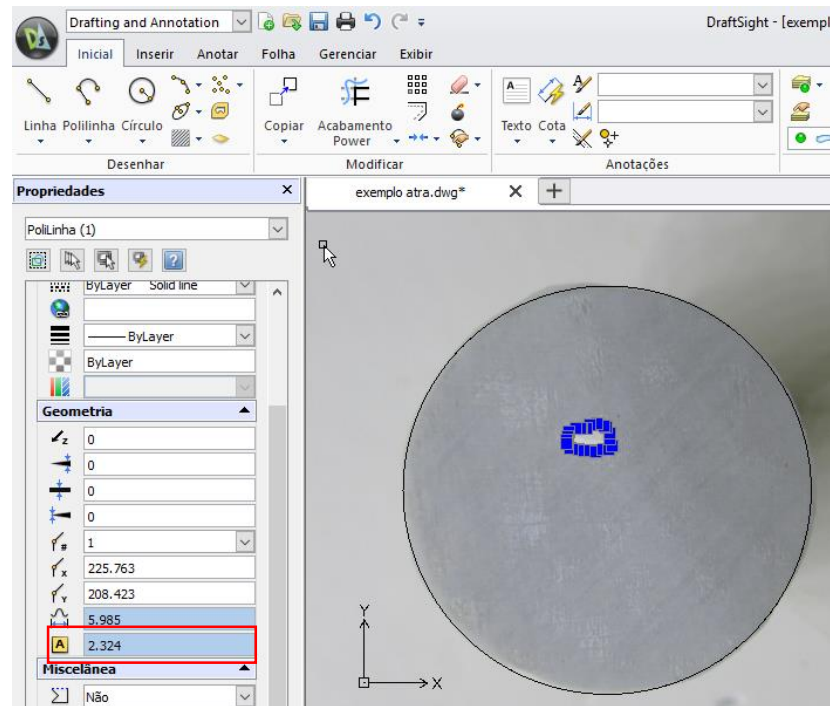 Drafting and Annotation
DraftSight - [exempl
Inicial Inserir Anotar Folha Gerenciar Exibir
Linha Polilinha Círculo
Copiar Acabamento Power
A Texto Cota
Desenhar Modificar Anotações
Propriedades
exemplo atra.dwg*
PoliLinha (1)
ByLayer Solid line
ByLayer
ByLayer
Geometria
z 0
0
0
0
# 1
x 225.763
Y 208.423
5.985
A 2.324
Miscelânea
Não
Y
X